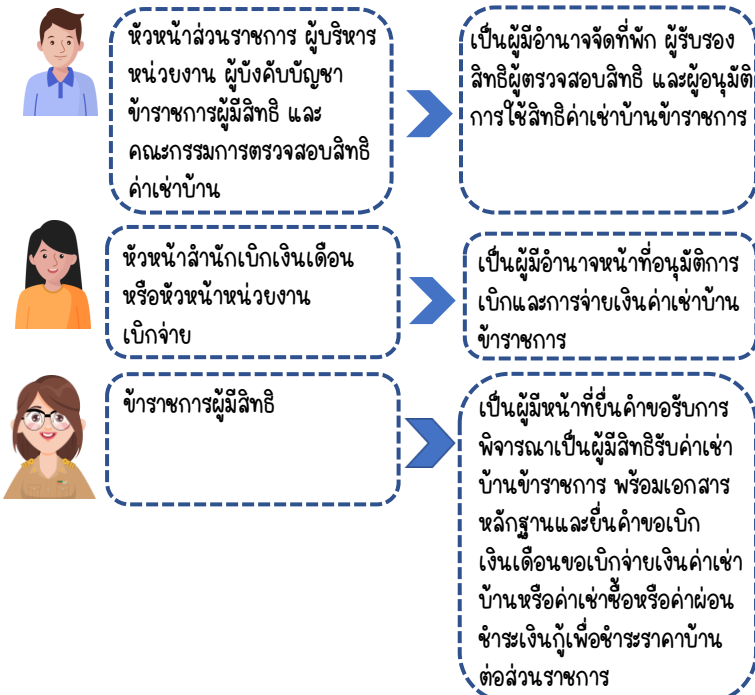 หัวหน้าส่วนราชการ ผู้บริหาร
หน่วยงาน ผู้บังคับบัญชา
ข้าราชการผู้มีสิทธิ และ
คณะกรรมการตรวจสอบสิทธิ
ค่าเช่าบ้าน
เป็นผู้มีอำนาจจัดที่พัก ผู้รับรอง
สิทธิผู้ตรวจสอบสิทธิ และผู้อนุมัติ
การใช้สิทธิค่าเช่าบ้านข้าราชการ
หัวหน้าสำนักเบิกเงินเดือน
หรือหัวหน้าหน่วยงาน
เบิกจ่าย
เป็นผู้มีอำนาจหน้าที่อนุมัติการ
เบิกและการจ่ายเงินค่าเช่าบ้าน
ข้าราชการ
ข้าราชการผู้มีสิทธิ
เป็นผู้มีหน้าที่ยื่นคำขอรับการ
พิจารณาเป็นผู้มีสิทธิรับค่าเช่า
บ้านข้าราชการ พร้อมเอกสาร
หลักฐานและยื่นคำขอเบิก
เงินเดือนขอเบิกจ่ายเงินค่าเช่า
บ้านหรือค่าเช่าซื้อหรือค่าผ่อน
ชำระเงินกู้เพื่อชำระราคาบ้าน
ต่อส่วนราชการ